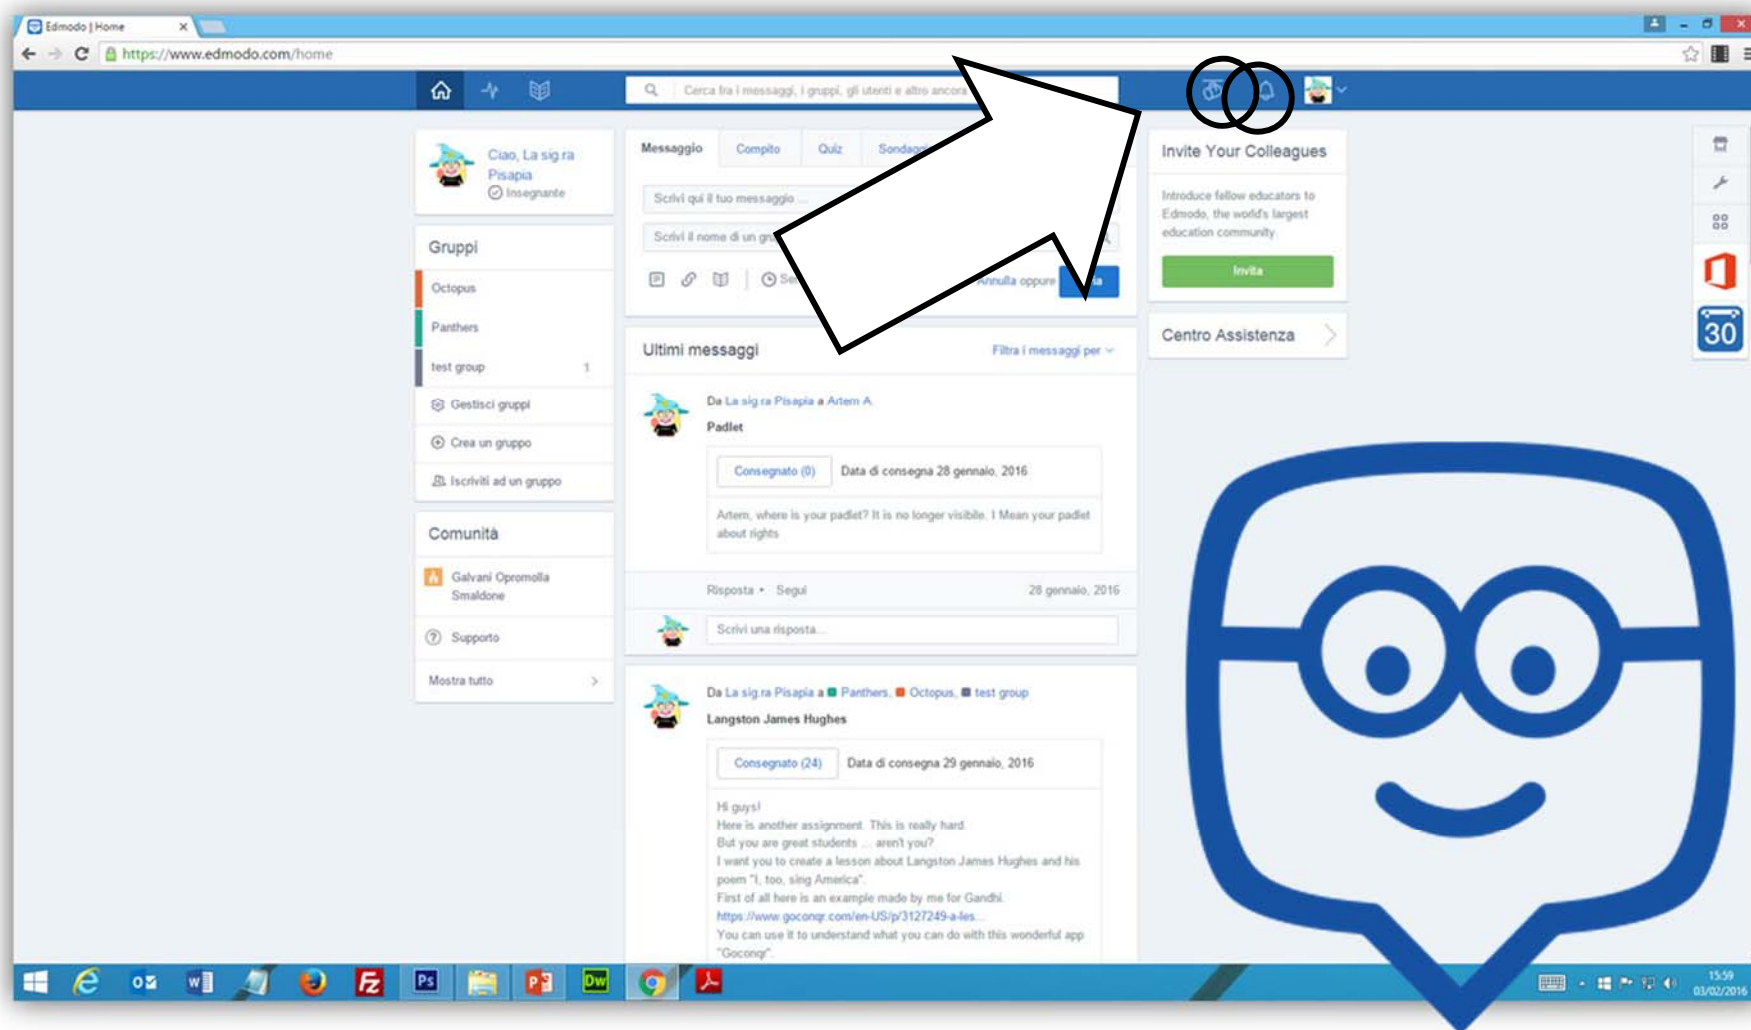 Edmodo | Home
https://www.edmodo.com/home
Cerca fra i messaggi, i gruppi, gli utenti e altro ancora
Ciao, La sig.ra
Pisapia
Insegnante
Gruppi
Octopus
Panthers
test group 1
Gestisci gruppi
Crea un gruppo
Iscriviti ad un gruppo
Comunità
Galvani Opromolla
Smaldone
Supporto
Mostra tutto
Messaggio Compito Quiz
Scrivi qui il tuo messaggio ...
Scrivi il nome di un
Annulla oppure
Ultimi messaggi Filtra i messaggi per
Da La sig.ra Pisapia a Artem A.
Padlet
Consegnato (0) Data di consegna 28 gennaio, 2016
Artem, where is your padlet? It is no longer visibile. I Mean your padlet
about rights
Risposta • Segui 28 gennaio, 2016
Scrivi una risposta...
Da La sig.ra Pisapia a Panthers, Octopus, test group
Langston James Hughes
Consegnato (24) Data di consegna 29 gennaio, 2016
Hi guys!
Here is another assignment. This is really hard.
But you are great students ... aren't you?
I want you to create a lesson about Langston James Hughes and his
poem "I, too, sing America".
First of all here is an example made by me for Gandhi.
https://www.goconqr.com/en-US/p/3127249-a-les...
You can use it to understand what you can do with this wonderful app
"Goconqr".
Invite Your Colleagues
Introduce fellow educators to
Edmodo, the world's largest
education community.
Invita
Centro Assistenza
30
Ps
Dw
15:59
03/02/2016